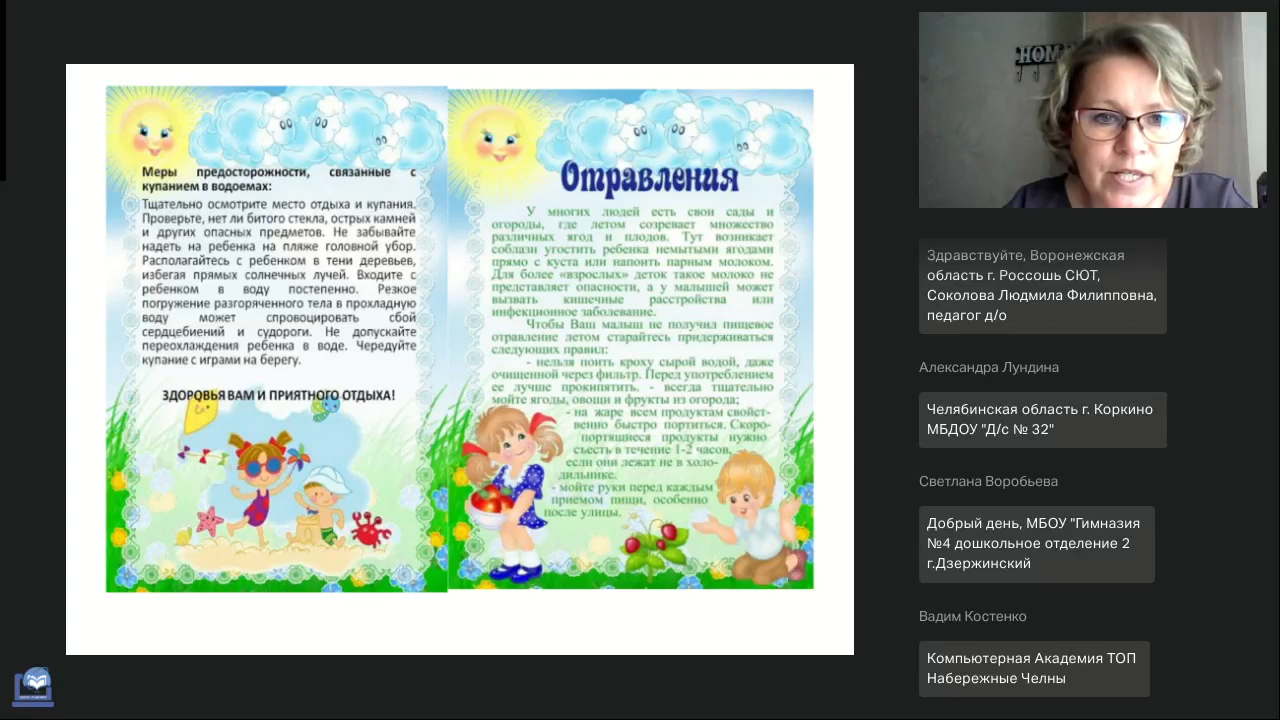 Меры предосторожности, связанные с
купанием в водоемах:
Тщательно осмотрите место отдыха и купания.
Проверьте, нет ли битого стекла, острых камней
и других опасных предметов. Не забывайте
надеть на ребенка на пляже головной убор.
Располагайтесь с ребенком в тени деревьев,
избегая прямых солнечных лучей. Входите с
ребенком в воду постепенно. Резкое
погружение разгоряченного тела в прохладную
воду может спровоцировать сбой
сердцебиений и судороги. Не допускайте
переохлаждения ребенка в воде. Чередуйте
купание с играми на берегу.
ЗДОРОВЬЯ ВАМ И ПРИЯТНОГО ОТДЫХА!
Отравления
У многих людей есть свои сады и
огороды, где летом созревает множество
различных ягод и плодов. Тут возникает
соблазн угостить ребенка немытыми ягодами
прямо с куста или напоить парным молоком.
Для более «взрослых» деток такое молоко не
представляет опасности, а у малышей может
вызвать кишечные расстройства или
инфекционное заболевание.
Чтобы Ваш малыш не получил пищевое
отравление летом старайтесь придерживаться
следующих правил:
- нельзя поить кроху сырой водой, даже
очищенной через фильтр. Перед употреблением
ее лучше прокипятить. - всегда тщательно
мойте ягоды, овощи и фрукты из огорода;
- на жаре всем продуктам свойст-
венно быстро портиться. Скоро-
портящиеся продукты нужно
съесть в течение 1-2 часов,
если они лежат не в холо-
дильнике.
- мойте руки перед каждым
приемом пищи, особенно
после улицы.
HOM
Здравствуйте, Воронежская
область г. Россошь СЮТ,
Соколова Людмила Филипповна,
педагог д/о
Александра Лундина
Челябинская область г. Коркино
МБДОУ "Д/с № 32"
Светлана Воробьева
Добрый день, МБОУ "Гимназия
№4 дошкольное отделение 2
г.Дзержинский
Вадим Костенко
Компьютерная Академия ТОП
Набережные Челны